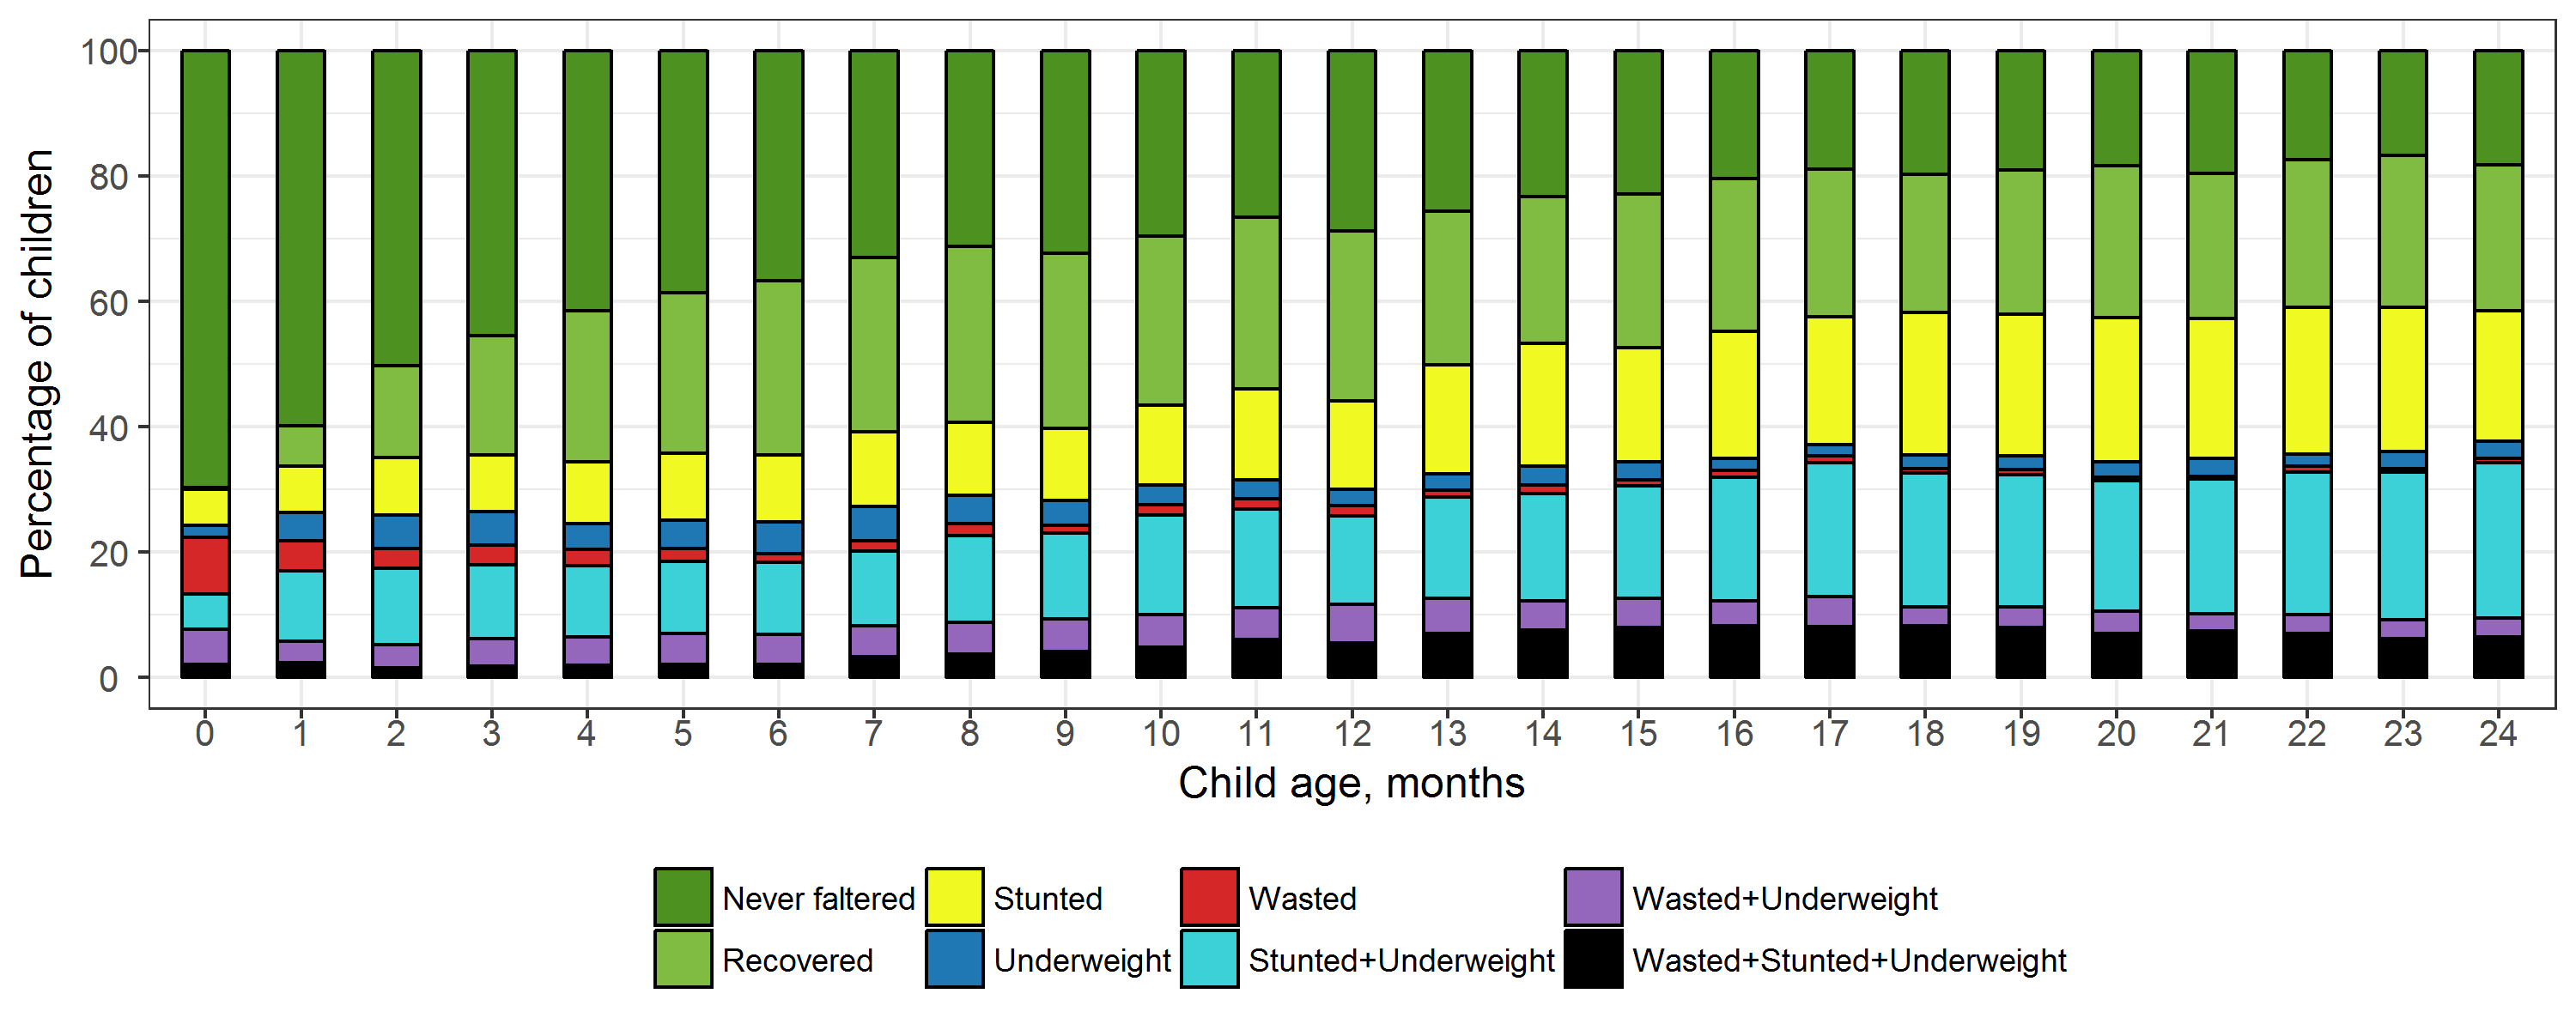 Percentage of children
100
80
60
40
20
0
0 1 2 3 4 5 6 7 8 9 10 11 12 13 14 15 16 17 18 19 20 21 22 23 24
Child age, months
Never faltered Stunted Wasted Wasted+Underweight
Recovered Underweight Stunted+Underweight Wasted+Stunted+Underweight